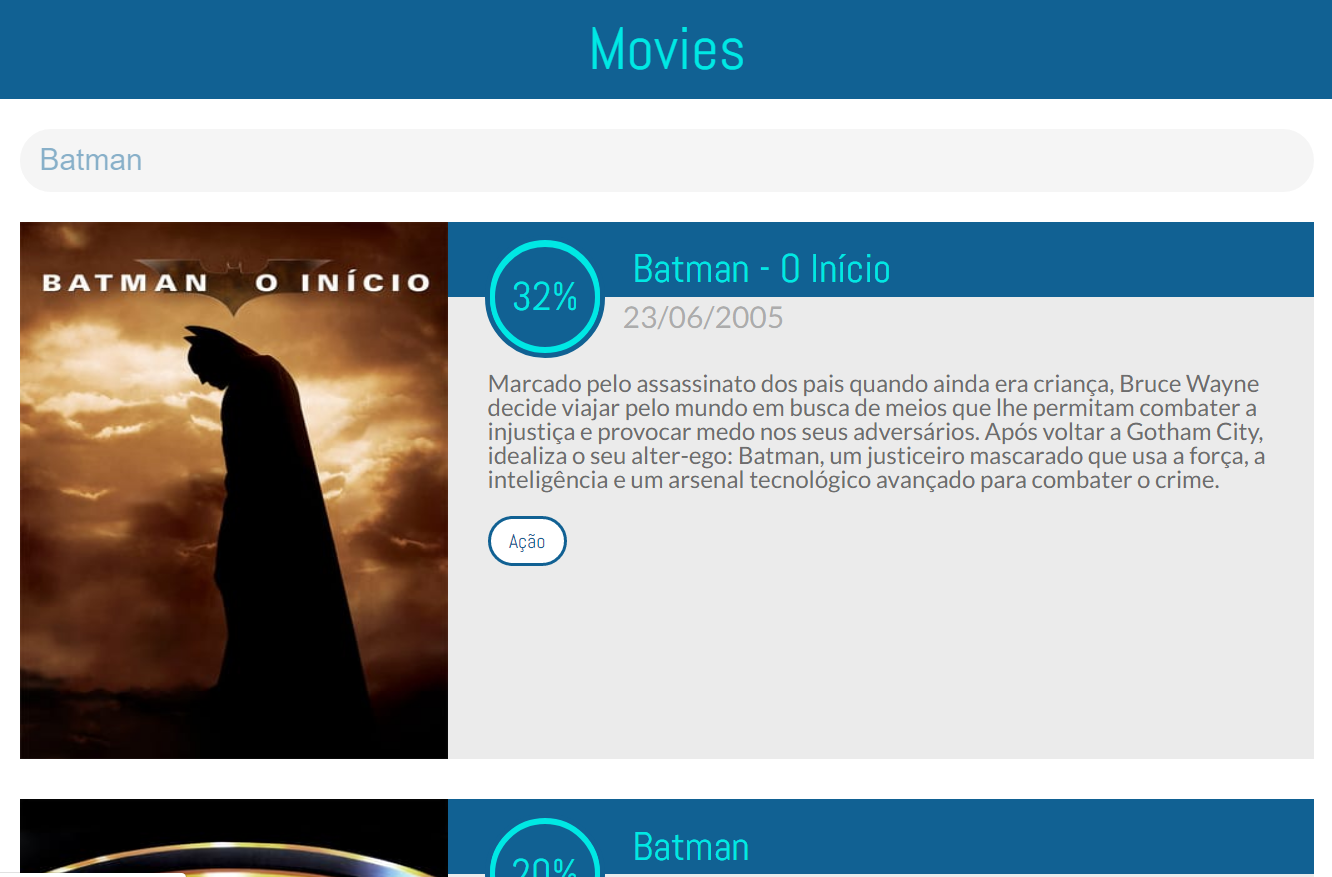 Movies
Batman
BATMAN O INÍCIO
32%
Batman - O Início
23/06/2005
Marcado pelo assassinato dos pais quando ainda era criança, Bruce Wayne
decide viajar pelo mundo em busca de meios que lhe permitam combater a
injustiça e provocar medo nos seus adversários. Após voltar a Gotham City,
idealiza o seu alter-ego: Batman, um justiceiro mascarado que usa a força, a
inteligência e um arsenal tecnológico avançado para combater o crime.
Ação
20%
Batman